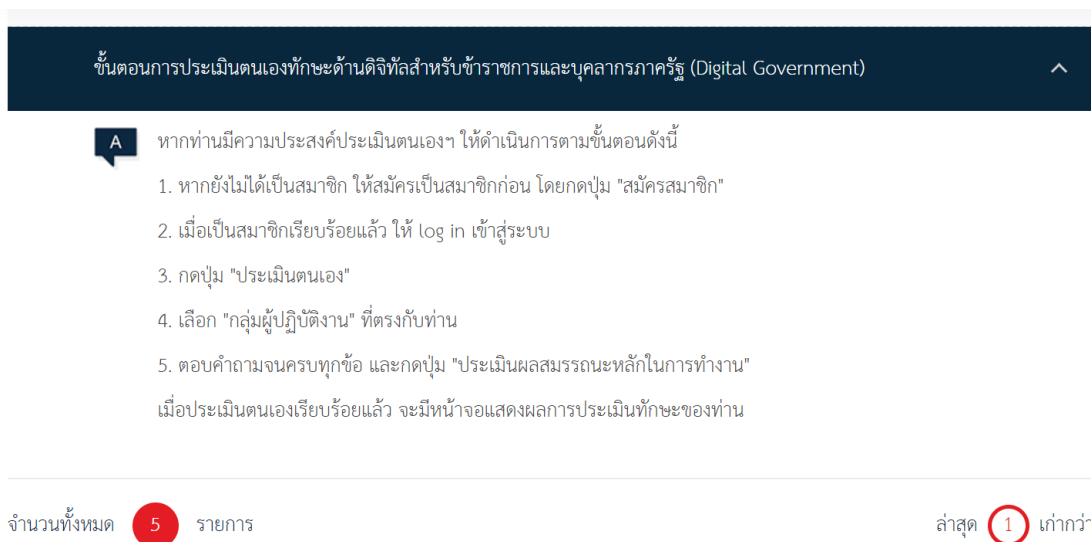 ขั้นตอนการประเมินตนเองทักษะด้านดิจิทัลสำหรับข้าราชการและบุคลากรภาครัฐ (Digital Government)
A หากท่านมีความประสงค์ประเมินตนเองฯ ให้ดำเนินการตามขั้นตอนดังนี้
1. หากยังไม่ได้เป็นสมาชิก ให้สมัครเป็นสมาชิกก่อน โดยกดปุ่ม "สมัครสมาชิก"
2. เมื่อเป็นสมาชิกเรียบร้อยแล้ว ให้ log in เข้าสู่ระบบ
3. กดปุ่ม "ประเมินตนเอง"
4. เลือก "กลุ่มผู้ปฏิบัติงาน" ที่ตรงกับท่าน
5. ตอบคำถามจนครบทุกข้อ และกดปุ่ม "ประเมินผลสมรรถนะหลักในการทำงาน"
เมื่อประเมินตนเองเรียบร้อยแล้ว จะมีหน้าจอแสดงผลการประเมินทักษะของท่าน
จำนวนทั้งหมด 5 รายการ ล่าสุด 1 เก่ากว่า